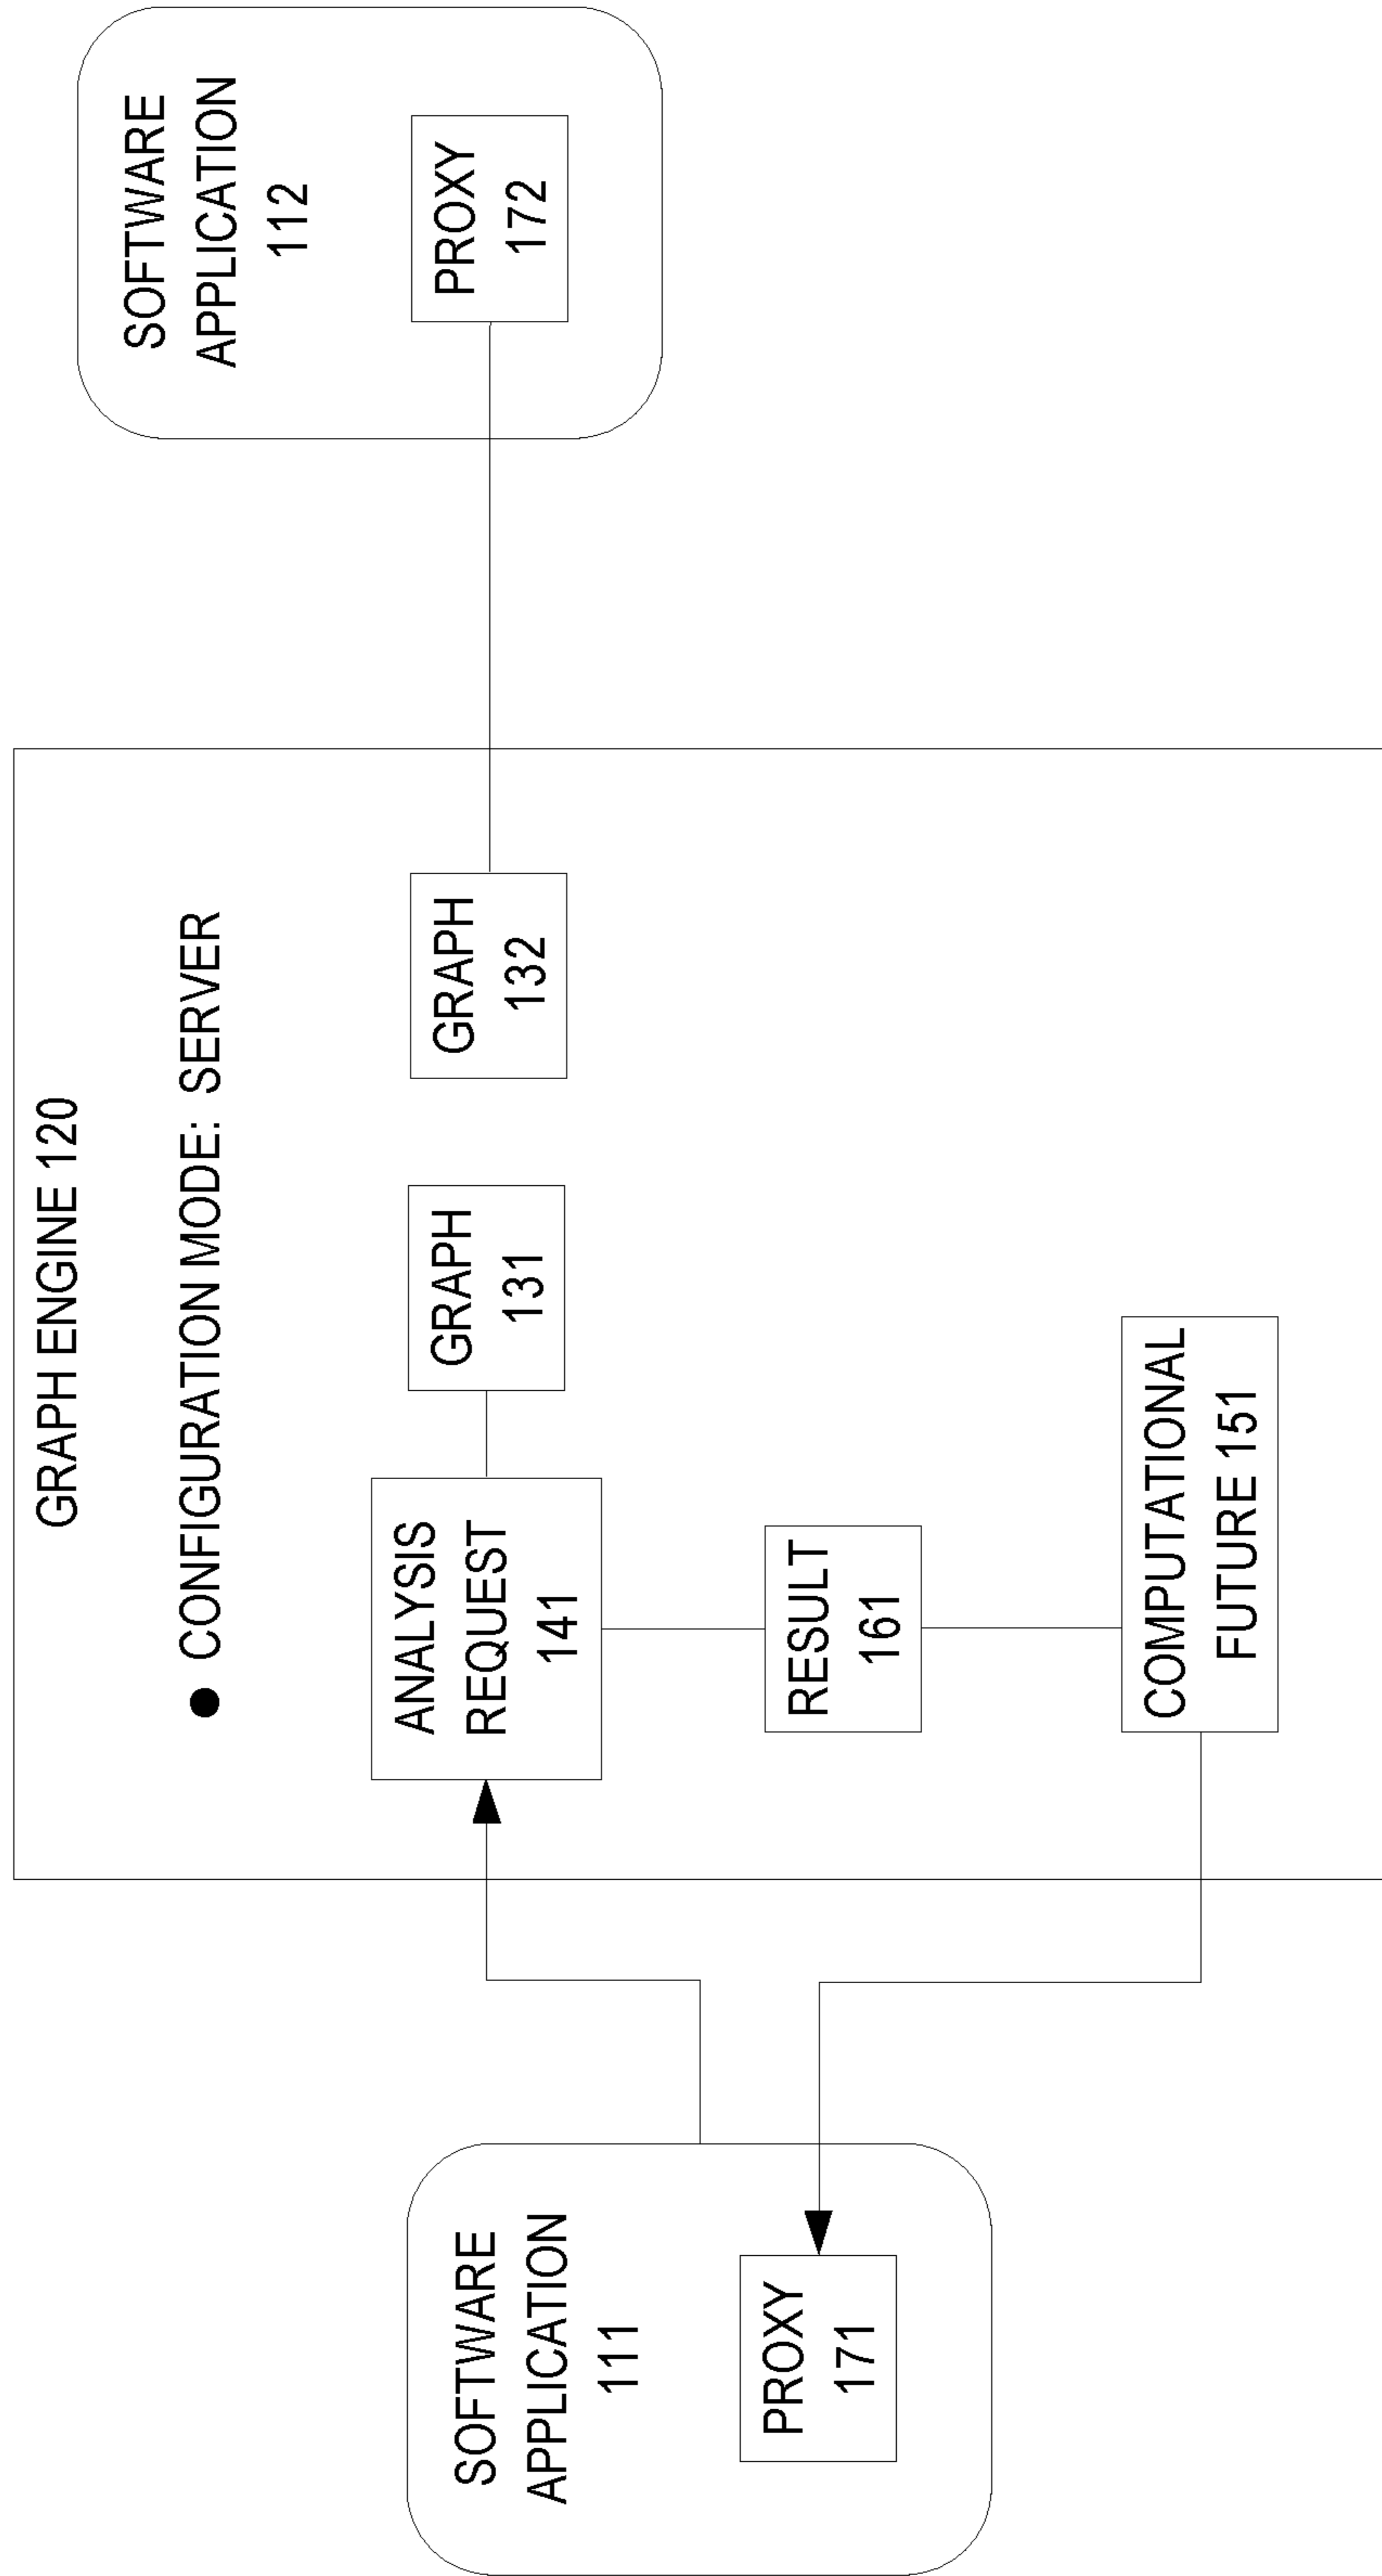 GRAPH ENGINE 120
● CONFIGURATION MODE: SERVER
SOFTWARE
APPLICATION
111
PROXY
171
ANALYSIS
REQUEST
141
GRAPH
131
GRAPH
132
RESULT
161
COMPUTATIONAL
FUTURE 151
SOFTWARE
APPLICATION
112
PROXY
172